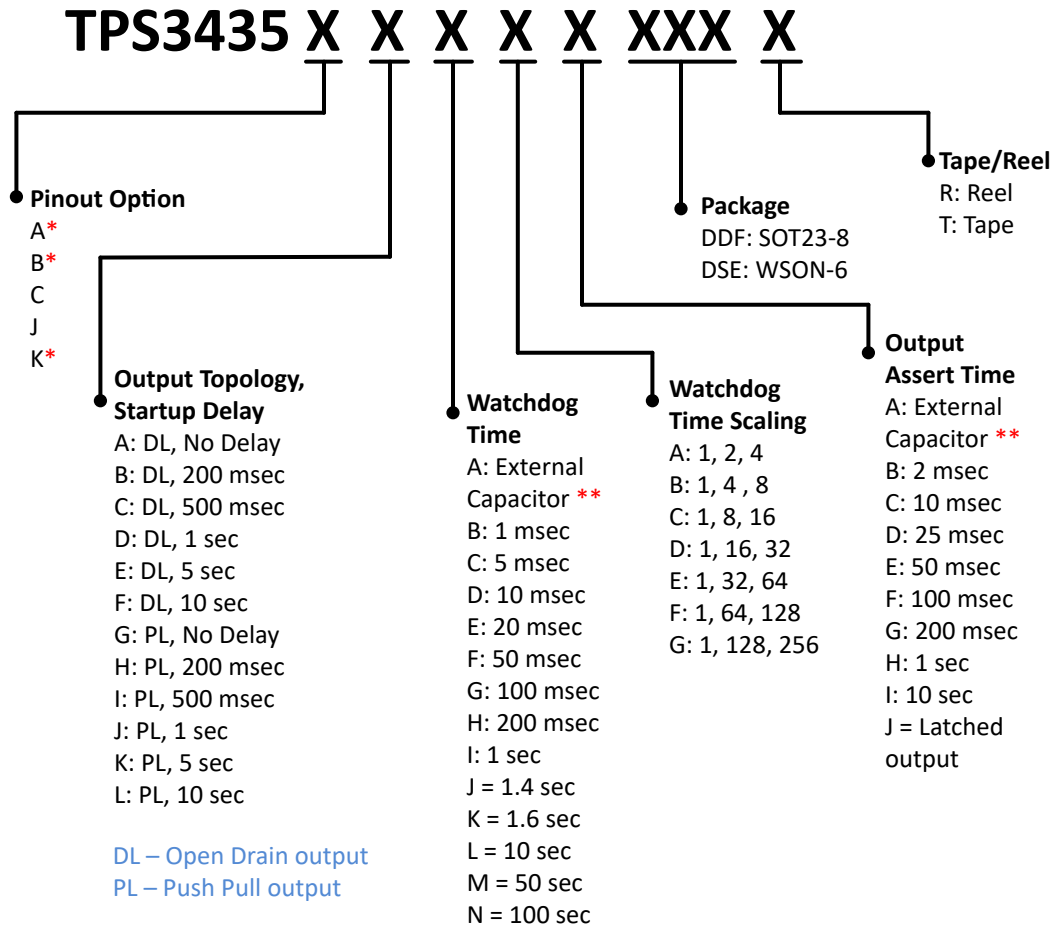 TPS3435 X X X X X XXX X
Pinout Option
A*
B*
C
J
K*
Output Topology,
Startup Delay
A: DL, No Delay
B: DL, 200 msec
C: DL, 500 msec
D: DL, 1 sec
E: DL, 5 sec
F: DL, 10 sec
G: PL, No Delay
H: PL, 200 msec
I: PL, 500 msec
J: PL, 1 sec
K: PL, 5 sec
L: PL, 10 sec
DL – Open Drain output
PL – Push Pull output
Watchdog
Time
A: External
Capacitor **
B: 1 msec
C: 5 msec
D: 10 msec
E: 20 msec
F: 50 msec
G: 100 msec
H: 200 msec
I: 1 sec
J = 1.4 sec
K = 1.6 sec
L = 10 sec
M = 50 sec
N = 100 sec
Watchdog
Time Scaling
A: 1, 2, 4
B: 1, 4 , 8
C: 1, 8, 16
D: 1, 16, 32
E: 1, 32, 64
F: 1, 64, 128
G: 1, 128, 256
Output
Assert Time
A: External
Capacitor **
B: 2 msec
C: 10 msec
D: 25 msec
E: 50 msec
F: 100 msec
G: 200 msec
H: 1 sec
I: 10 sec
J = Latched
output
Package
DDF: SOT23-8
DSE: WSON-6
Tape/Reel
R: Reel
T: Tape